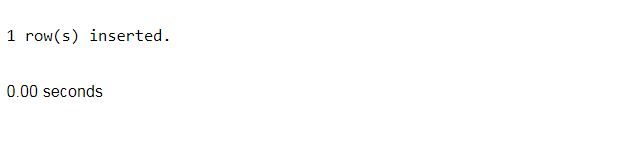 1 row(s) inserted.
0.00 seconds